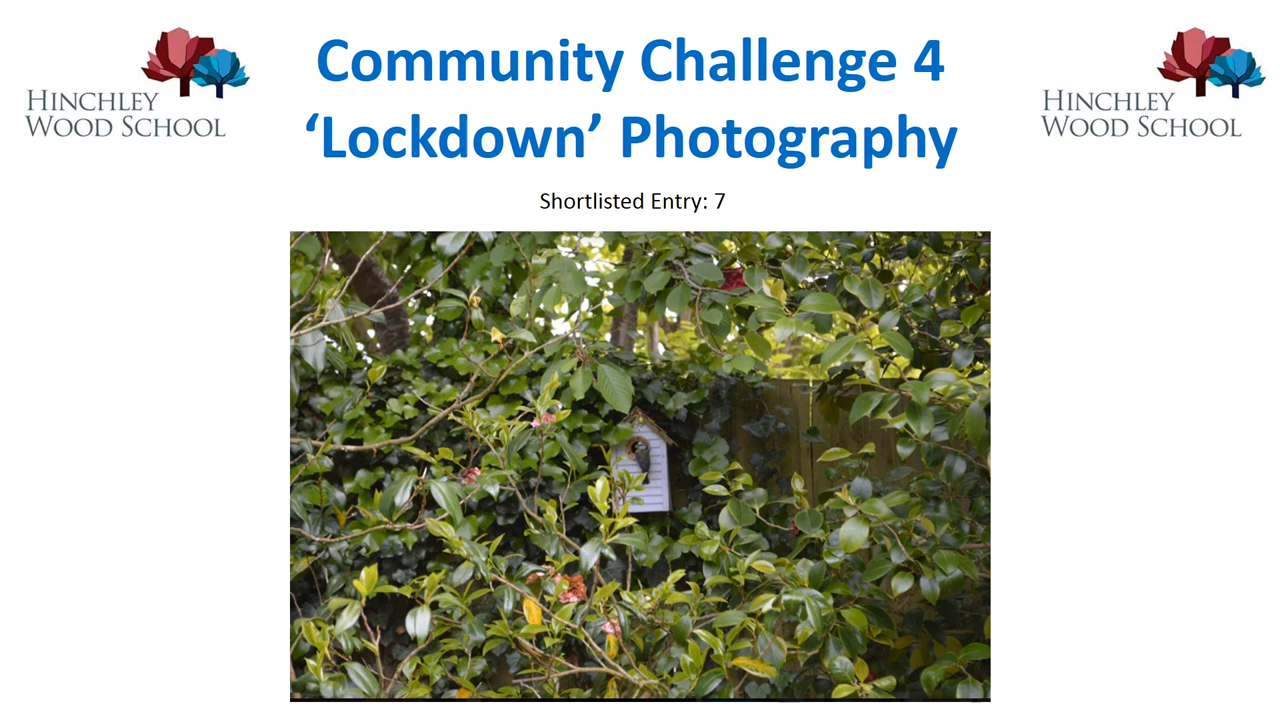 HINCHLEY
WOOD SCHOOL
Community Challenge 4
‘Lockdown’ Photography
HINCHLEY
WOOD SCHOOL
Shortlisted Entry: 7